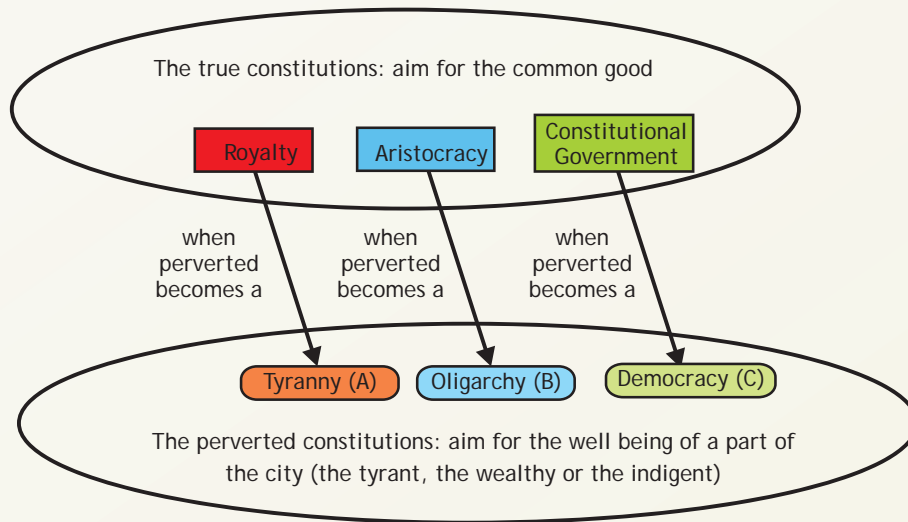 The true constitutions: aim for the common good
Royalty
Aristocracy
Constitutional
Government
when
perverted
becomes a
when
perverted
becomes a
when
perverted
becomes a
Tyranny (A)
Oligarchy (B)
Democracy (C)
The perverted constitutions: aim for the well being of a part of
the city (the tyrant, the wealthy or the indigent)